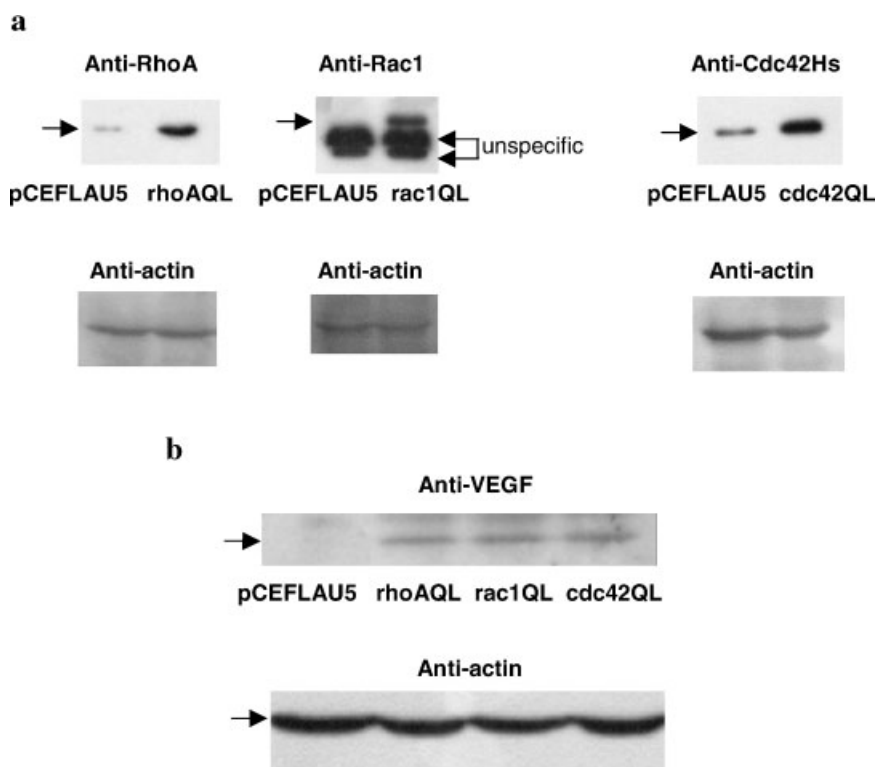 a
Anti-RhoA Anti-Rac1 Anti-Cdc42Hs
unspecific
pCEFLAU5 rhoAQL pCEFLAU5 rac1QL pCEFLAU5 cdc42QL
Anti-actin Anti-actin Anti-actin
b
Anti-VEGF
pCEFLAU5 rhoAQL rac1QL cdc42QL
Anti-actin